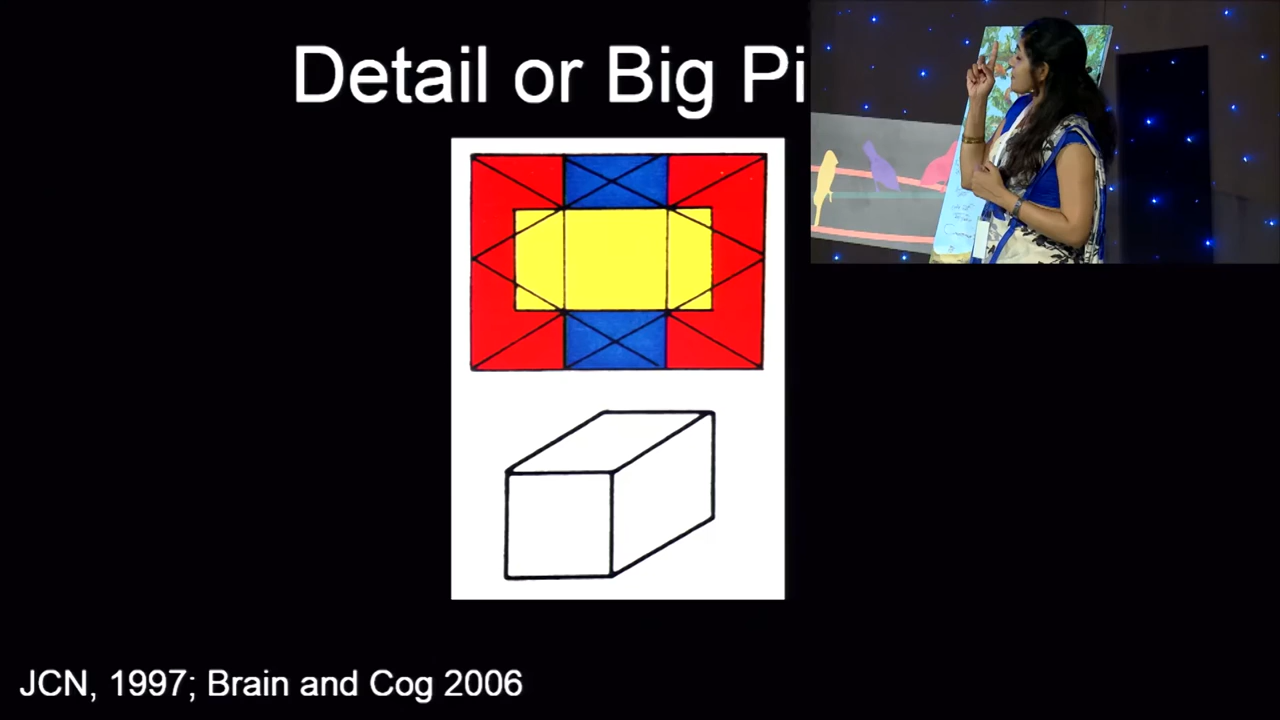 Detail or Big Pi
JCN, 1997; Brain and Cog 2006